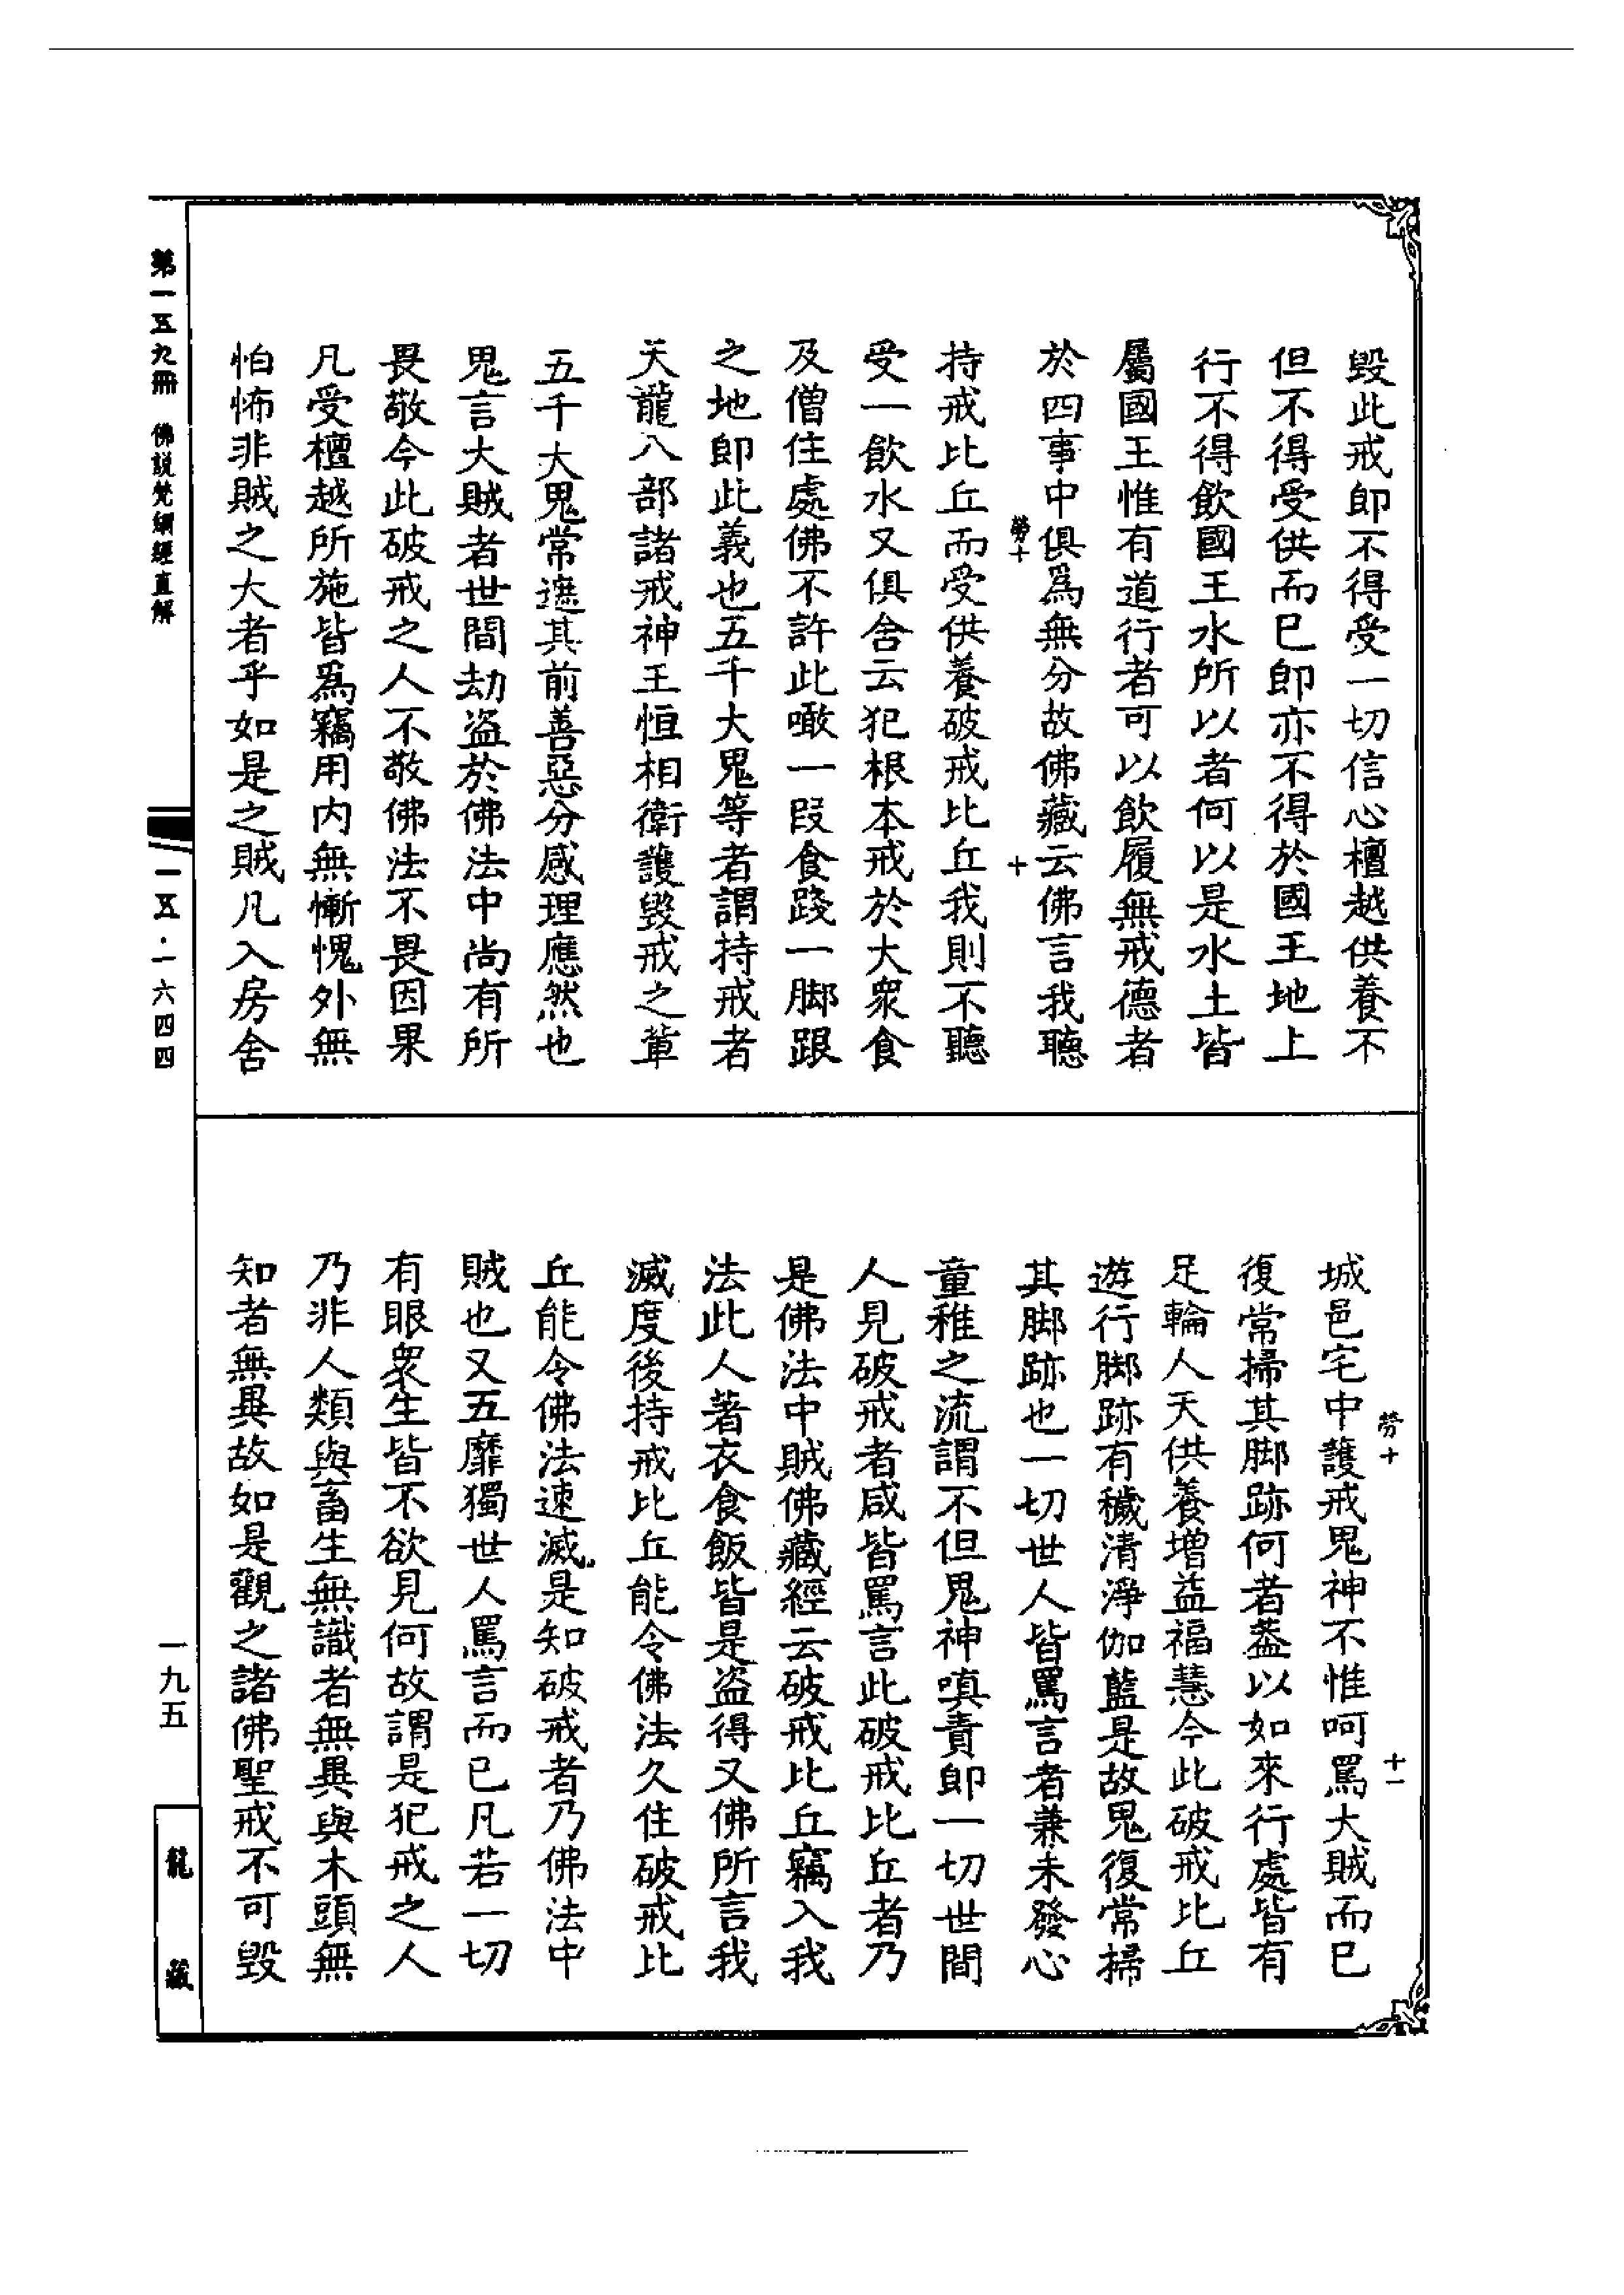 毀此戒即不得受一切信心檀越供養不
但不得受供而已即亦不得於國王地上
行不得飲國王水所以者何以是水土皆
屬國王惟有道行者可以飲履無戒德者
於四事中俱爲無分故佛藏云佛言我聽
勞十
十
持戒比丘而受供養破戒比丘我則不聽
受一飲水又俱舍云犯根本戒於大衆食
及僧住處佛不許此噉一段食踐一脚跟
之地即此義也五千大鬼等者謂持戒者
天龍八部諸戒神王恒相衛護毀戒之輩
五千大鬼常遮其前善惡分感理應然也
鬼言大賊者世間劫盜於佛法中尚有所
畏敬今此破戒之人不敬佛法不畏因果
凡受檀越所施皆爲竊用内無慚愧外無
怕怖非賊之大者乎如是之賊凡入房舍
勞十
十一
城邑宅中護戒鬼神不惟呵罵大賊而已
復常掃其脚跡何者葢以如來行處皆有
足輪人天供養增益福慧今此破戒比丘
遊行脚跡有穢清淨伽藍是故鬼復常掃
其脚跡也一切世人皆罵言者兼未發心
童稚之流謂不但鬼神嗔責即一切世間
人見破戒者咸皆罵言此破戒比丘者乃
是佛法中賊佛藏經云破戒比丘竊入我
法此人著衣食飯皆是盜得又佛所言我
滅度後持戒比丘能令佛法久住破戒比
丘能令佛法速滅是知破戒者乃佛法中
賊也又五靡獨世人罵言而已凡若一切
有眼衆生皆不欲見何故謂是犯戒之人
乃非人類與畜生無識者無異與木頭無
知者無異故如是觀之諸佛聖戒不可毀
第一五九冊　佛説梵網經直解
一五·一六四四
一九五
龍藏